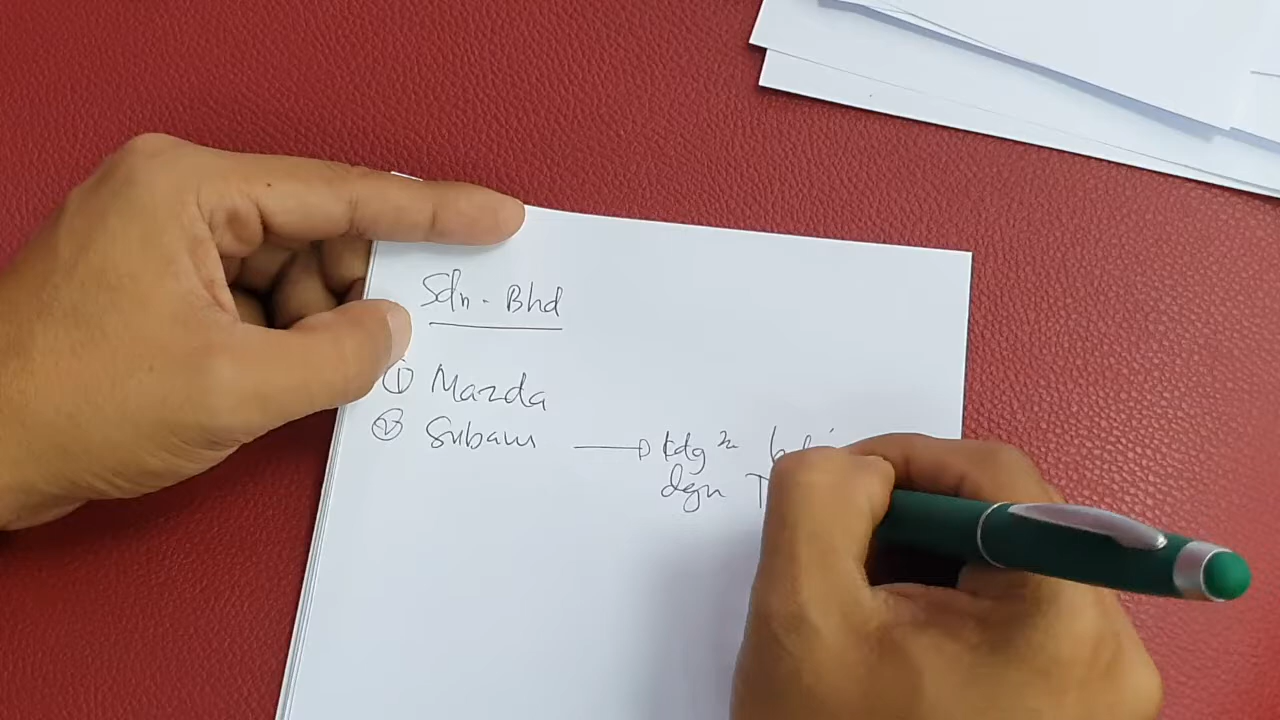 Sdn. Bhd
① Mazda
② Subaru → kdg²
dgn